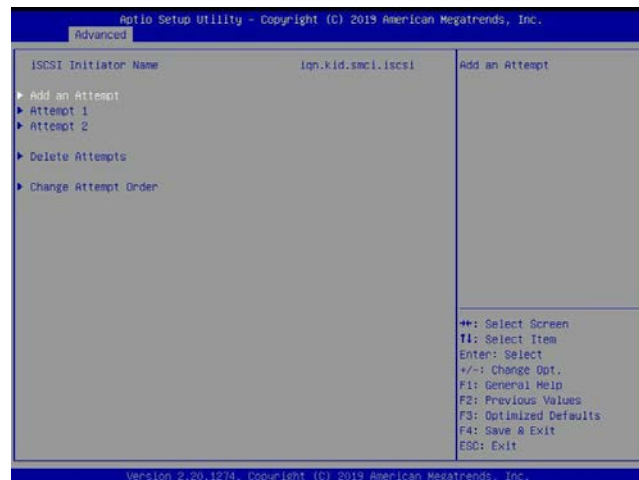 Aptio Setup Utility – Copyright (C) 2019 American Megatrends, Inc.
Advanced
iSCSI Initiator Name iqn.kid.smci.iscsi
▶ Add an Attempt
▶ Attempt 1
▶ Attempt 2
▶ Delete Attempts
▶ Change Attempt Order
Add an Attempt
→←: Select Screen
↑↓: Select Item
Enter: Select
+/-: Change Opt.
F1: General Help
F2: Previous Values
F3: Optimized Defaults
F4: Save & Exit
ESC: Exit
Version 2.20.1274. Copyright (C) 2019 American Megatrends, Inc.